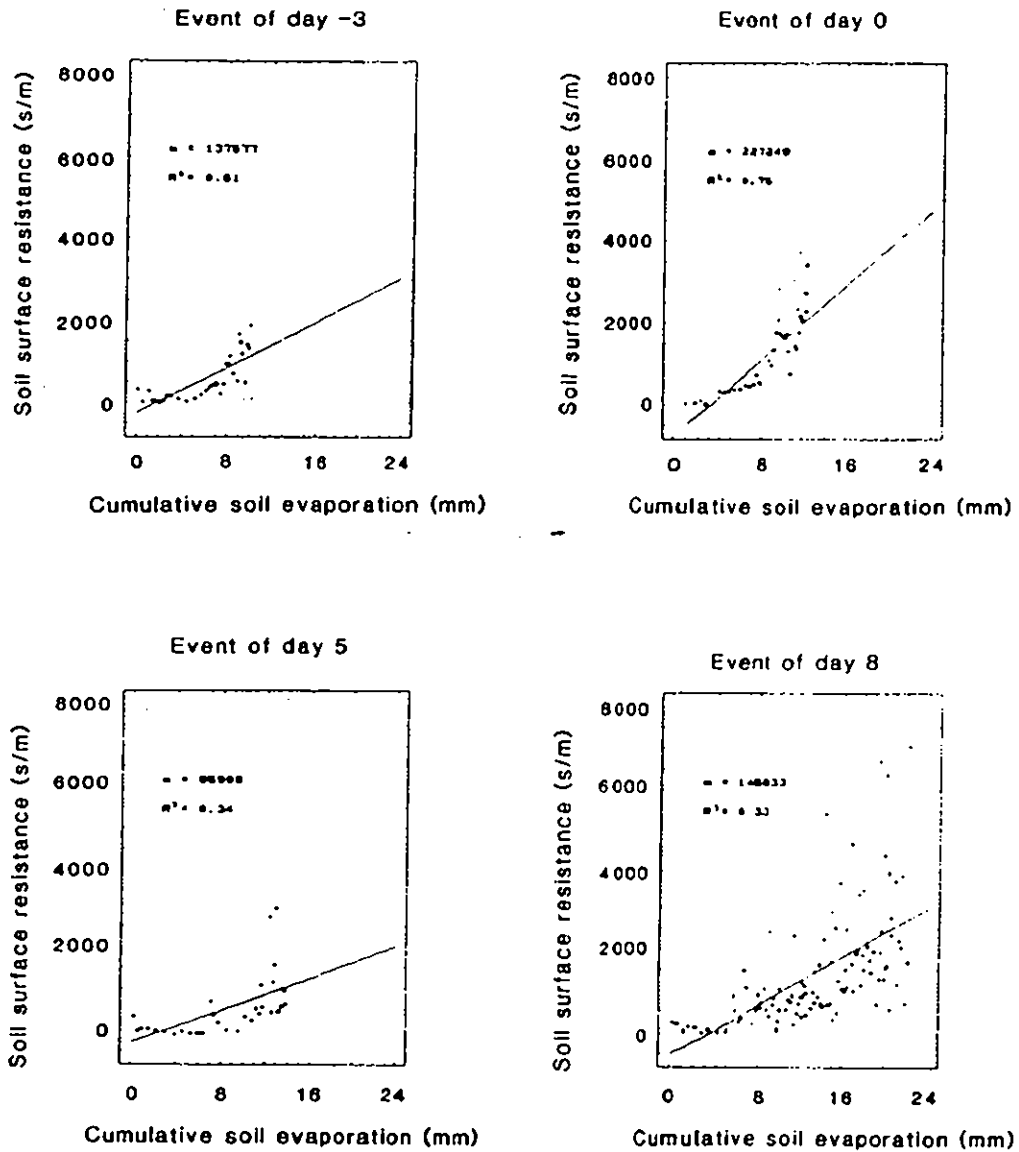 Event of day -3
Soil surface resistance (s/m)
8000
6000
4000
2000
0
0 8 16 24
Cumulative soil evaporation (mm)
Event of day 0
Soil surface resistance (s/m)
8000
6000
4000
2000
0
0 8 16 24
Cumulative soil evaporation (mm)
Event of day 5
Soil surface resistance (s/m)
8000
6000
4000
2000
0
0 8 16 24
Cumulative soil evaporation (mm)
Event of day 8
Soil surface resistance (s/m)
8000
6000
4000
2000
0
0 8 16 24
Cumulative soil evaporation (mm)